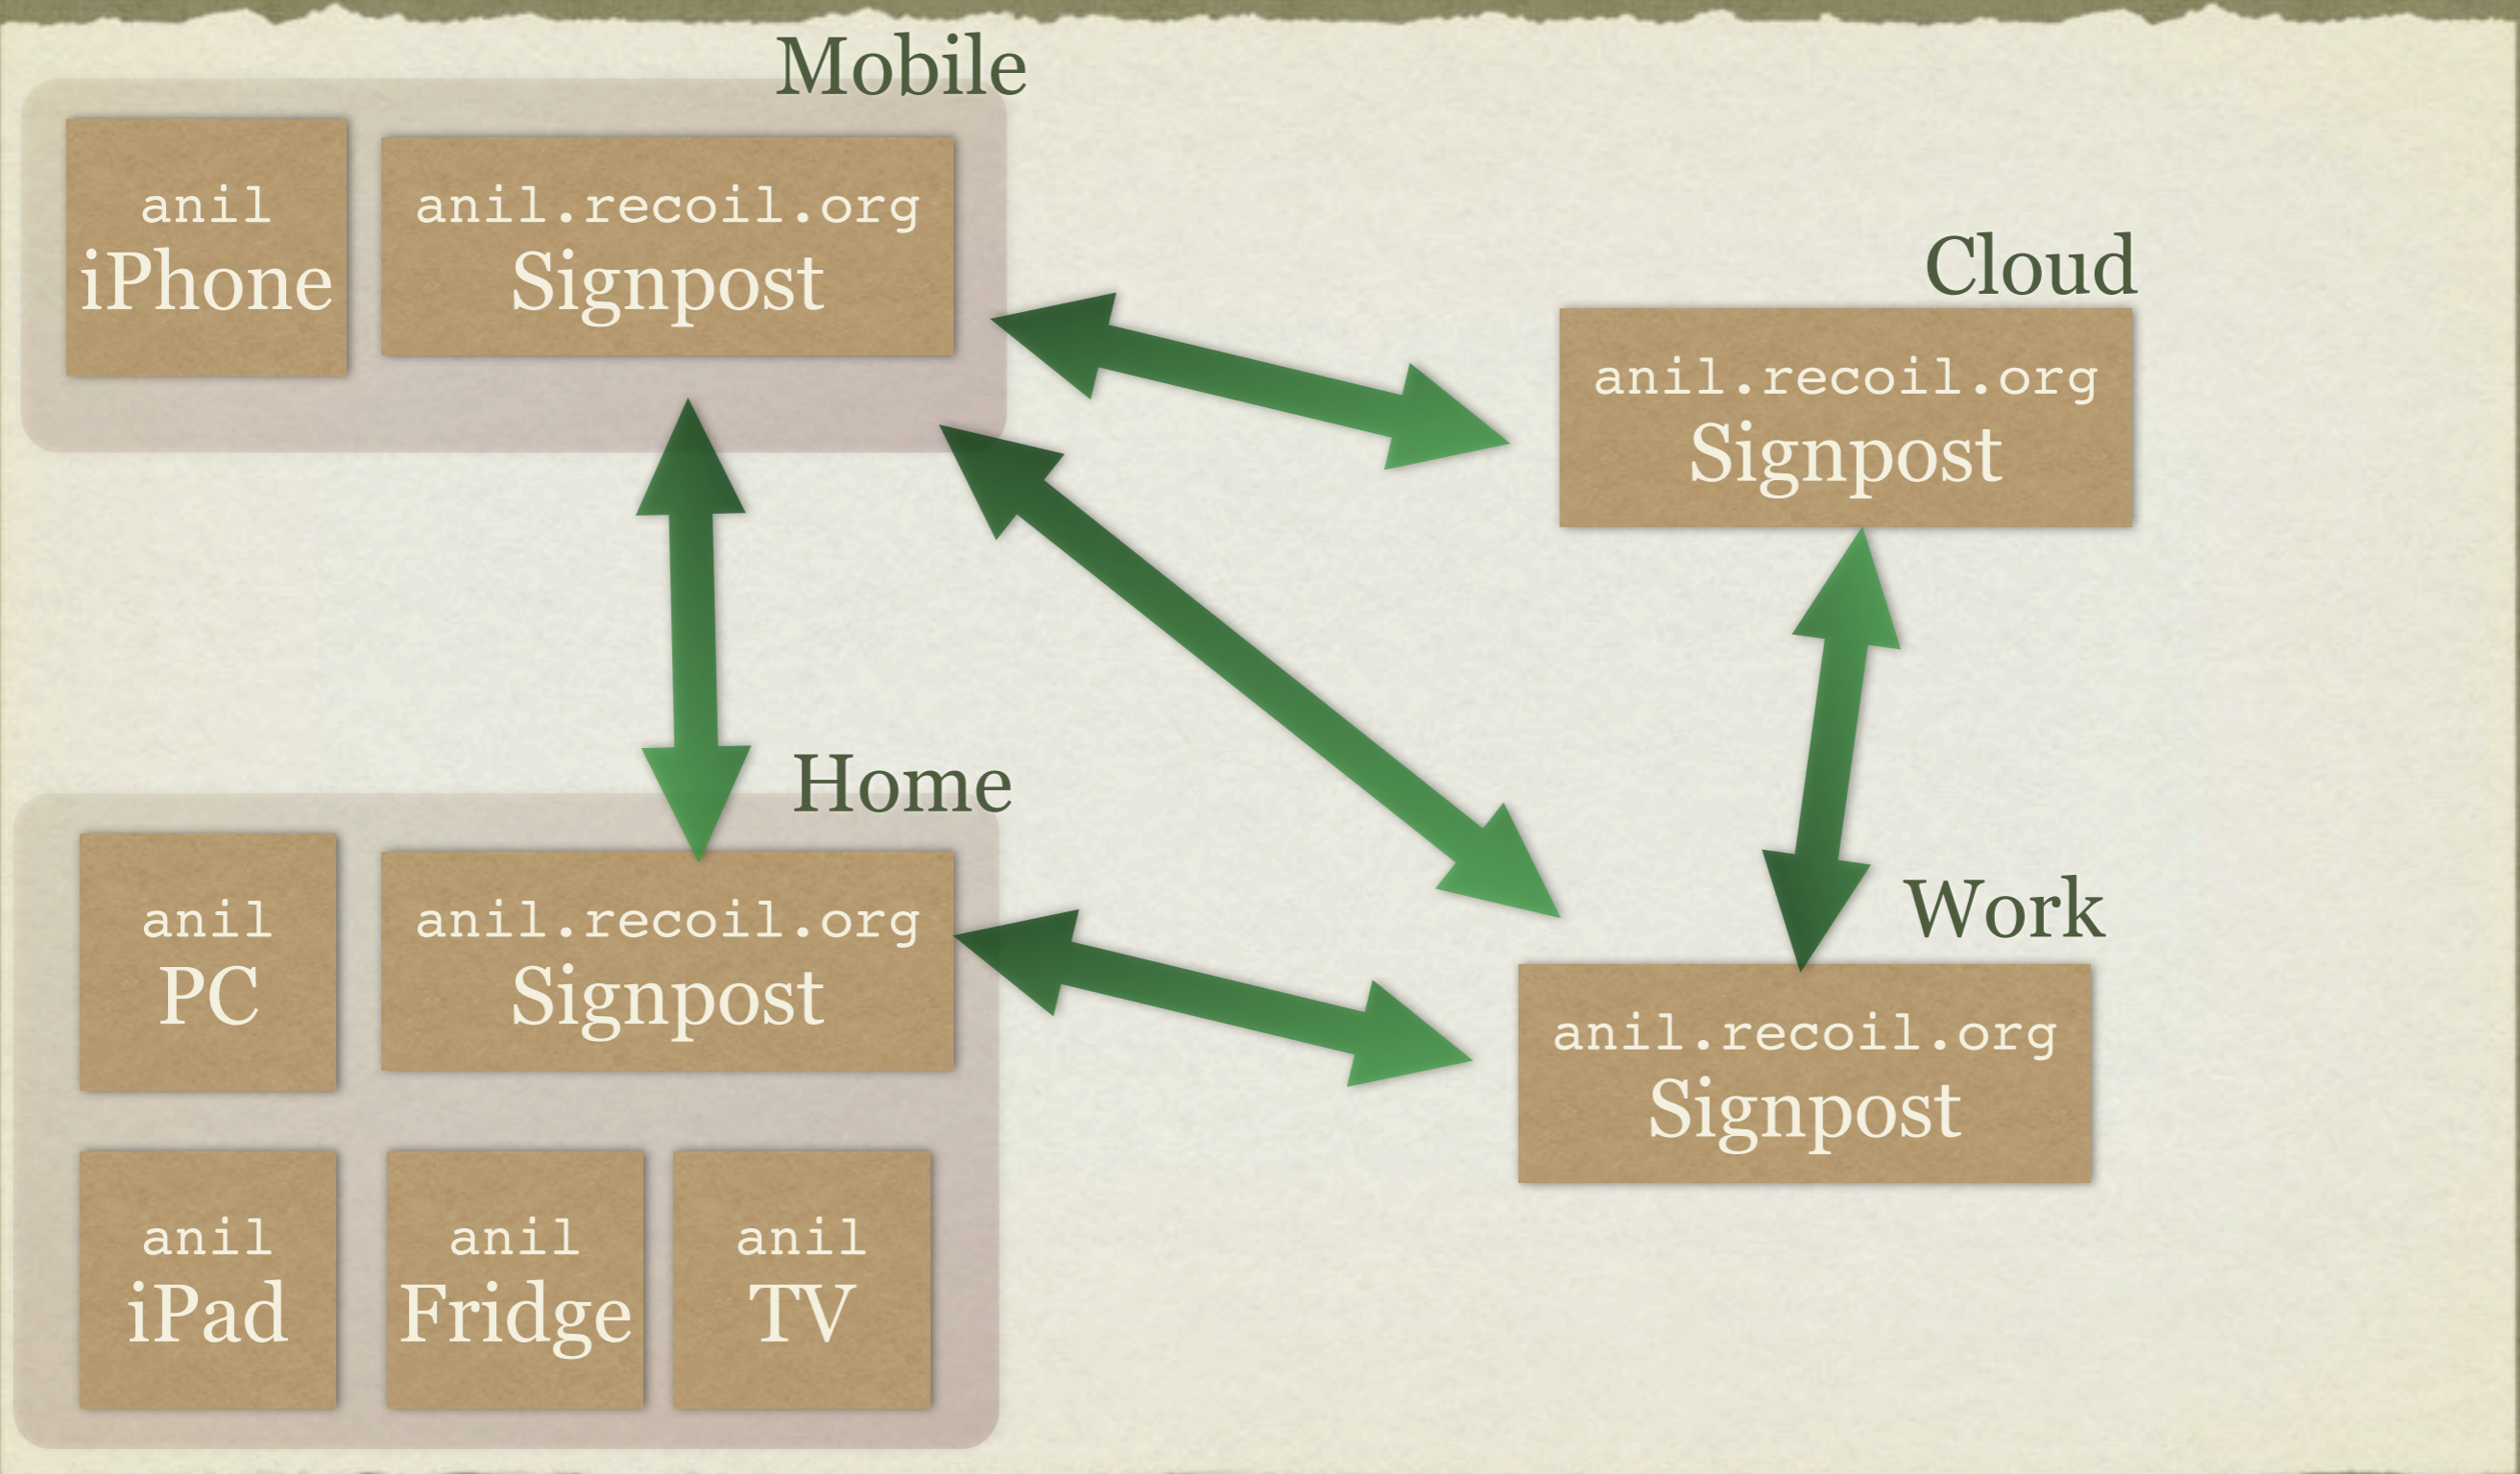 Mobile
anil
iPhone
anil.recoil.org
Signpost
Cloud
anil.recoil.org
Signpost
Home
anil
PC
anil.recoil.org
Signpost
anil
iPad
anil
Fridge
anil
TV
Work
anil.recoil.org
Signpost